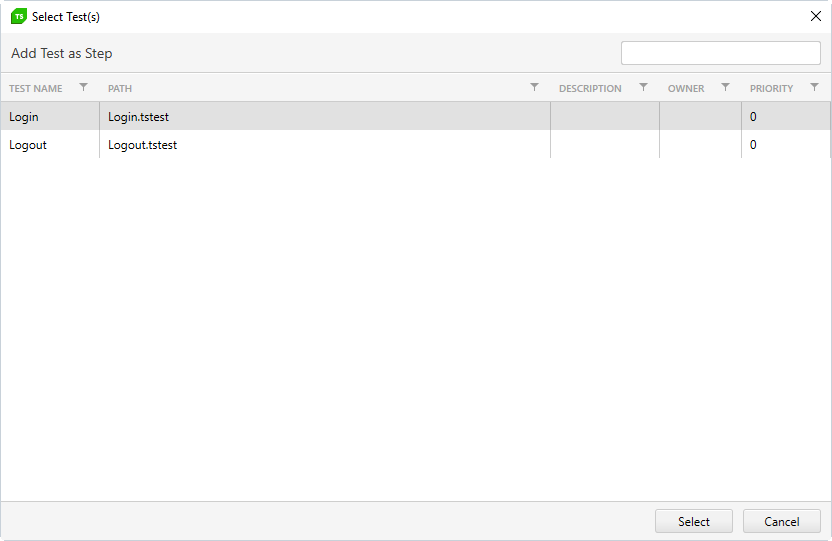 TS Select Test(s)
Add Test as Step
TEST NAME PATH DESCRIPTION OWNER PRIORITY
Login Login.tstest 0
Logout Logout.tstest 0
Select Cancel